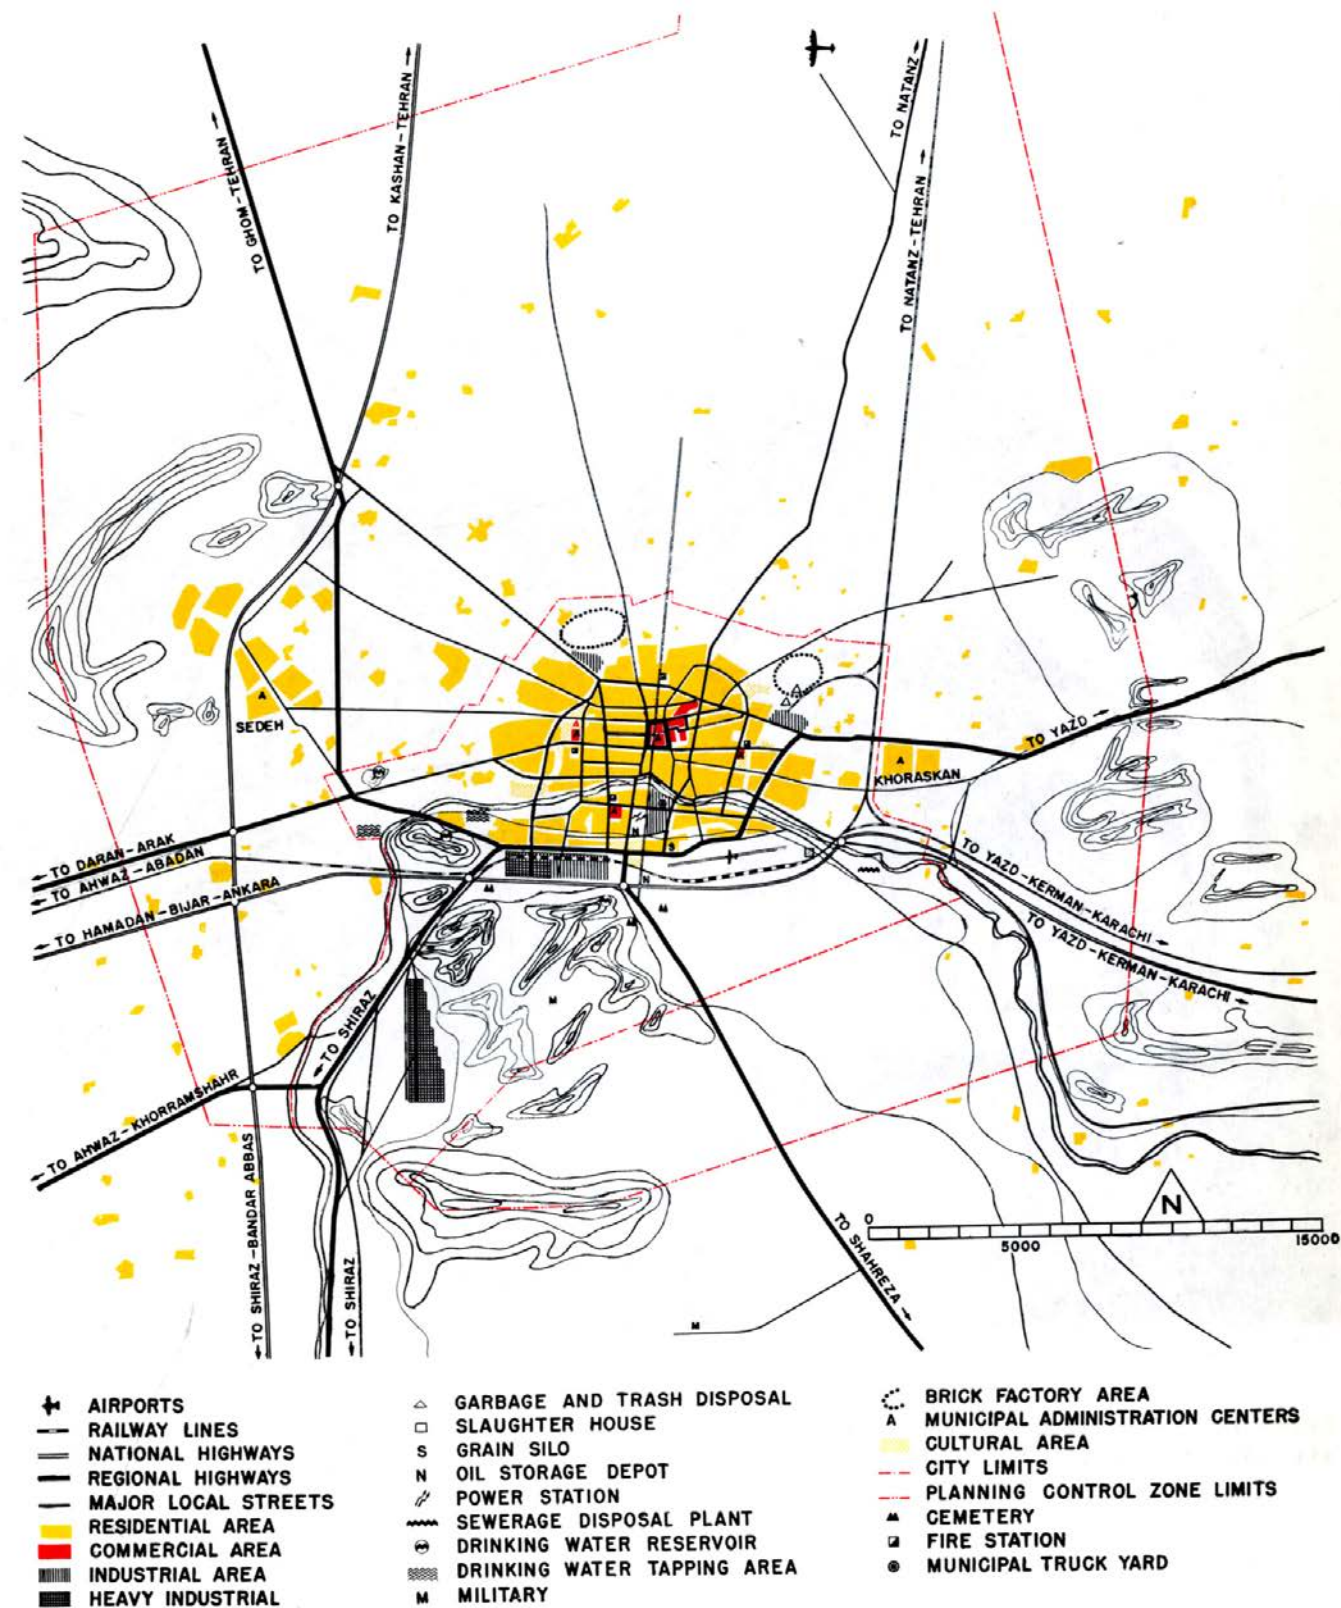 TO GHOM-TEHRAN
TO KASHAN-TEHRAN
TO NATANZ
TO NATANZ-TEHRAN
A
SEDEH
A
KHORASKAN
TO YAZD
A
S
N
N
TO DARAN-ARAK
TO AHWAZ-ABADAN
TO HAMADAN-BIJAR-ANKARA
TO YAZD-KERMAN-KARACHI
TO YAZD-KERMAN-KARACHI
M
TO SHIRAZ
TO AHWAZ-KHORRAMSHAHR
TO SHIRAZ-BANDAR ABBAS
TO SHIRAZ
TO SHAHREZA
M
N
0
5000
15000
AIRPORTS
RAILWAY LINES
NATIONAL HIGHWAYS
REGIONAL HIGHWAYS
MAJOR LOCAL STREETS
RESIDENTIAL AREA
COMMERCIAL AREA
INDUSTRIAL AREA
HEAVY INDUSTRIAL
GARBAGE AND TRASH DISPOSAL
SLAUGHTER HOUSE
S GRAIN SILO
N OIL STORAGE DEPOT
POWER STATION
SEWERAGE DISPOSAL PLANT
DRINKING WATER RESERVOIR
DRINKING WATER TAPPING AREA
M MILITARY
BRICK FACTORY AREA
A MUNICIPAL ADMINISTRATION CENTERS
CULTURAL AREA
CITY LIMITS
PLANNING CONTROL ZONE LIMITS
CEMETERY
FIRE STATION
MUNICIPAL TRUCK YARD